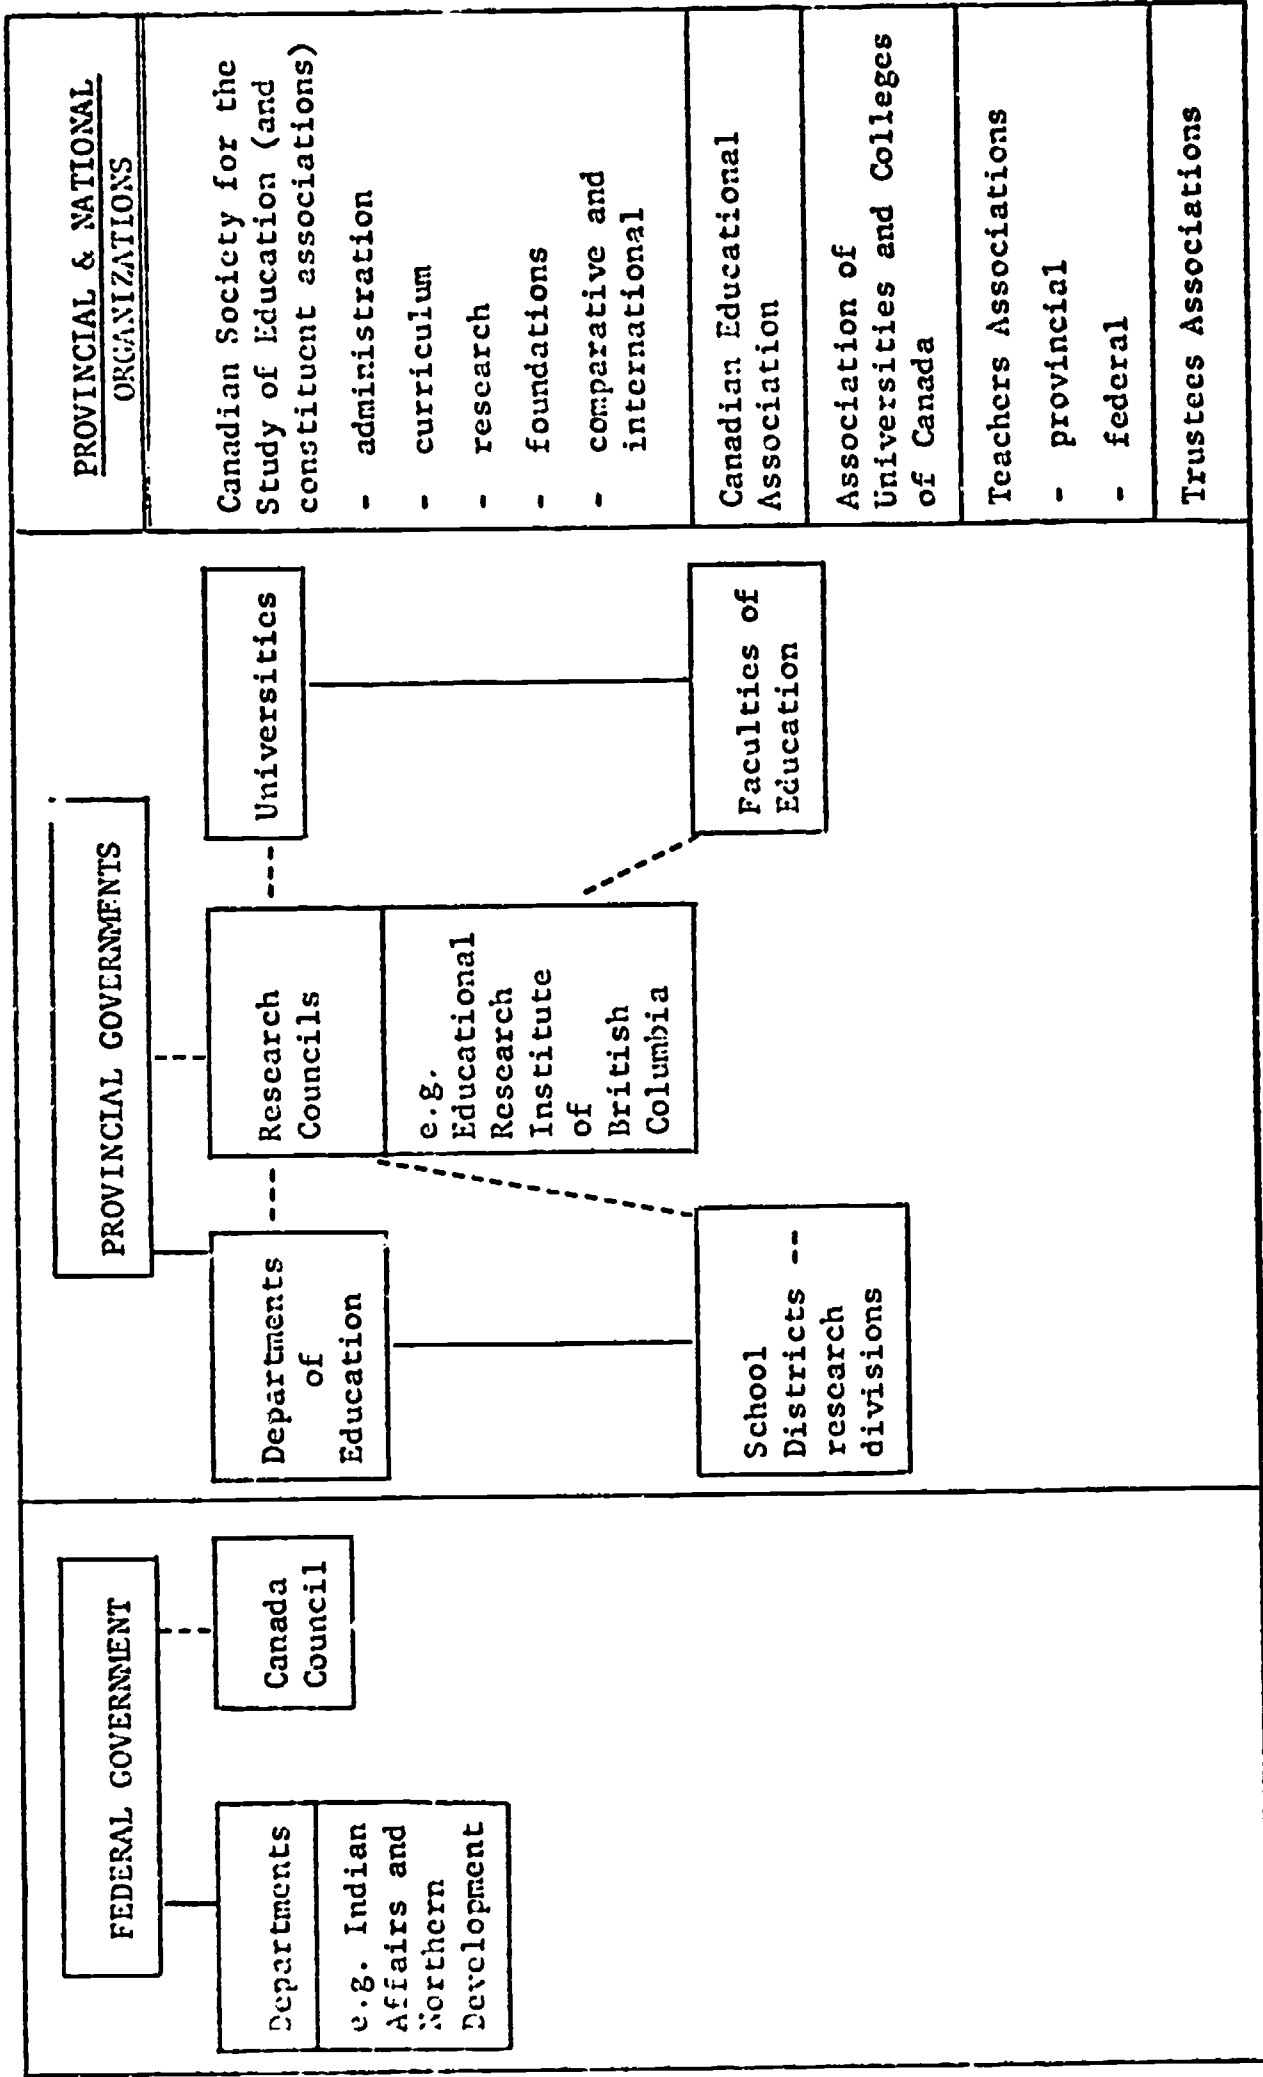 FEDERAL GOVERNMENT
Departments
e.g. Indian
Affairs and
Northern
Development
Canada
Council
PROVINCIAL GOVERNMENTS
Departments
of
Education
Research
Councils
e.g.
Educational
Research
Institute
of
British
Columbia
Universities
School
Districts --
research
divisions
Faculties of
Education
PROVINCIAL & NATIONAL
ORGANIZATIONS
Canadian Society for the
Study of Education (and
constituent associations)
- administration
- curriculum
- research
- foundations
- comparative and
international
Canadian Educational
Association
Association of
Universities and Colleges
of Canada
Teachers Associations
- provincial
- federal
Trustees Associations